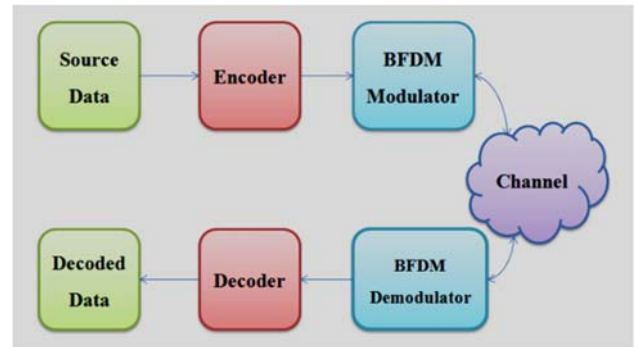 Source
Data
Encoder
BFDM
Modulator
Channel
Decoded
Data
Decoder
BFDM
Demodulator